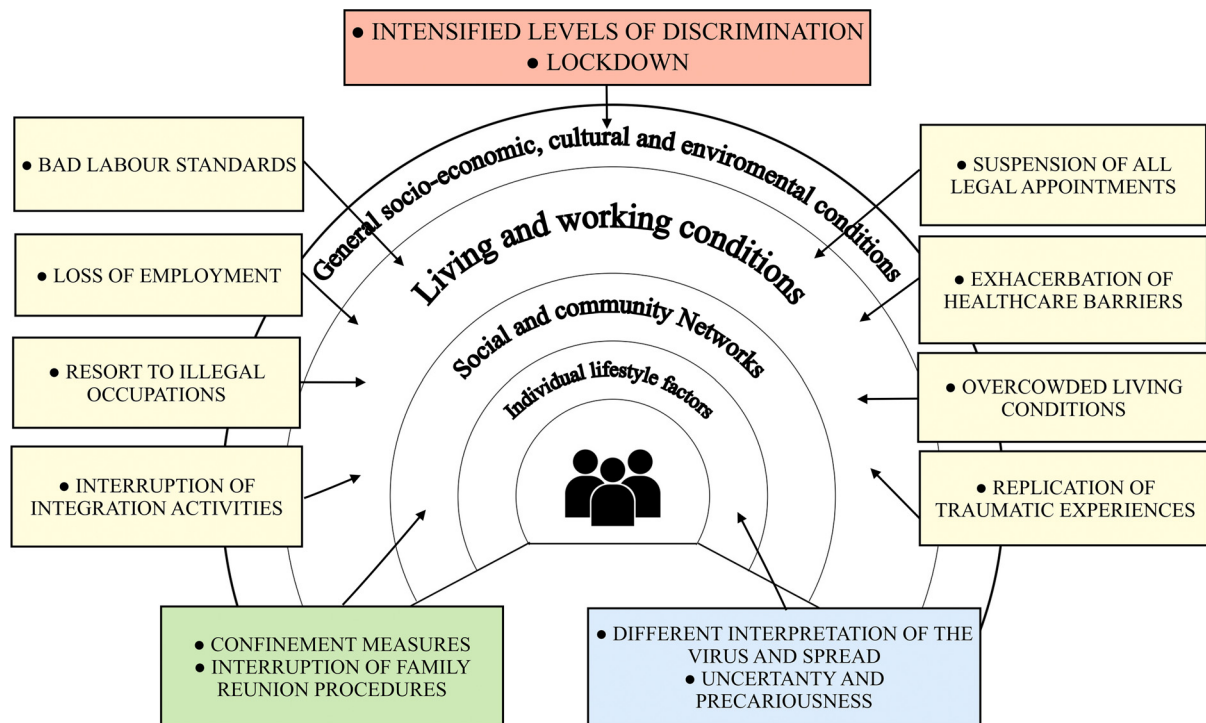 ● INTENSIFIED LEVELS OF DISCRIMINATION
● LOCKDOWN
General socio-economic, cultural and enviromental conditions
Living and working conditions
Social and community Networks
Individual lifestyle factors
● BAD LABOUR STANDARDS
● LOSS OF EMPLOYMENT
● RESORT TO ILLEGAL
OCCUPATIONS
● INTERRUPTION OF
INTEGRATION ACTIVITIES
● SUSPENSION OF ALL
LEGAL APPOINTMENTS
● EXHACERBATION OF
HEALTHCARE BARRIERS
● OVERCOWDED LIVING
CONDITIONS
● REPLICATION OF
TRAUMATIC EXPERIENCES
● CONFINEMENT MEASURES
● INTERRUPTION OF FAMILY
REUNION PROCEDURES
● DIFFERENT INTERPRETATION OF THE
VIRUS AND SPREAD
● UNCERTANTY AND
PRECARIOUSNESS